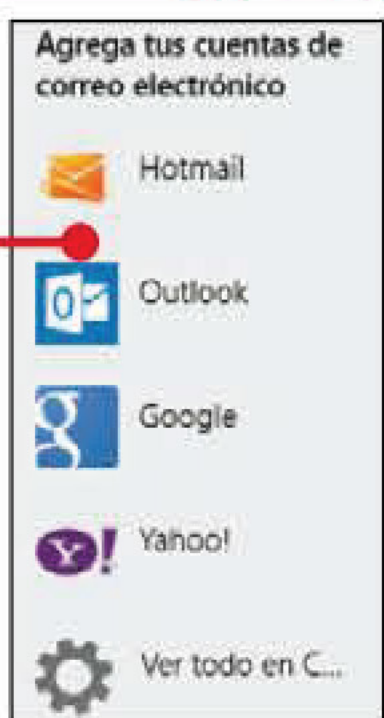 Agrega tus cuentas de
correo electrónico
Hotmail
Outlook
Google
Yahoo!
Ver todo en C...